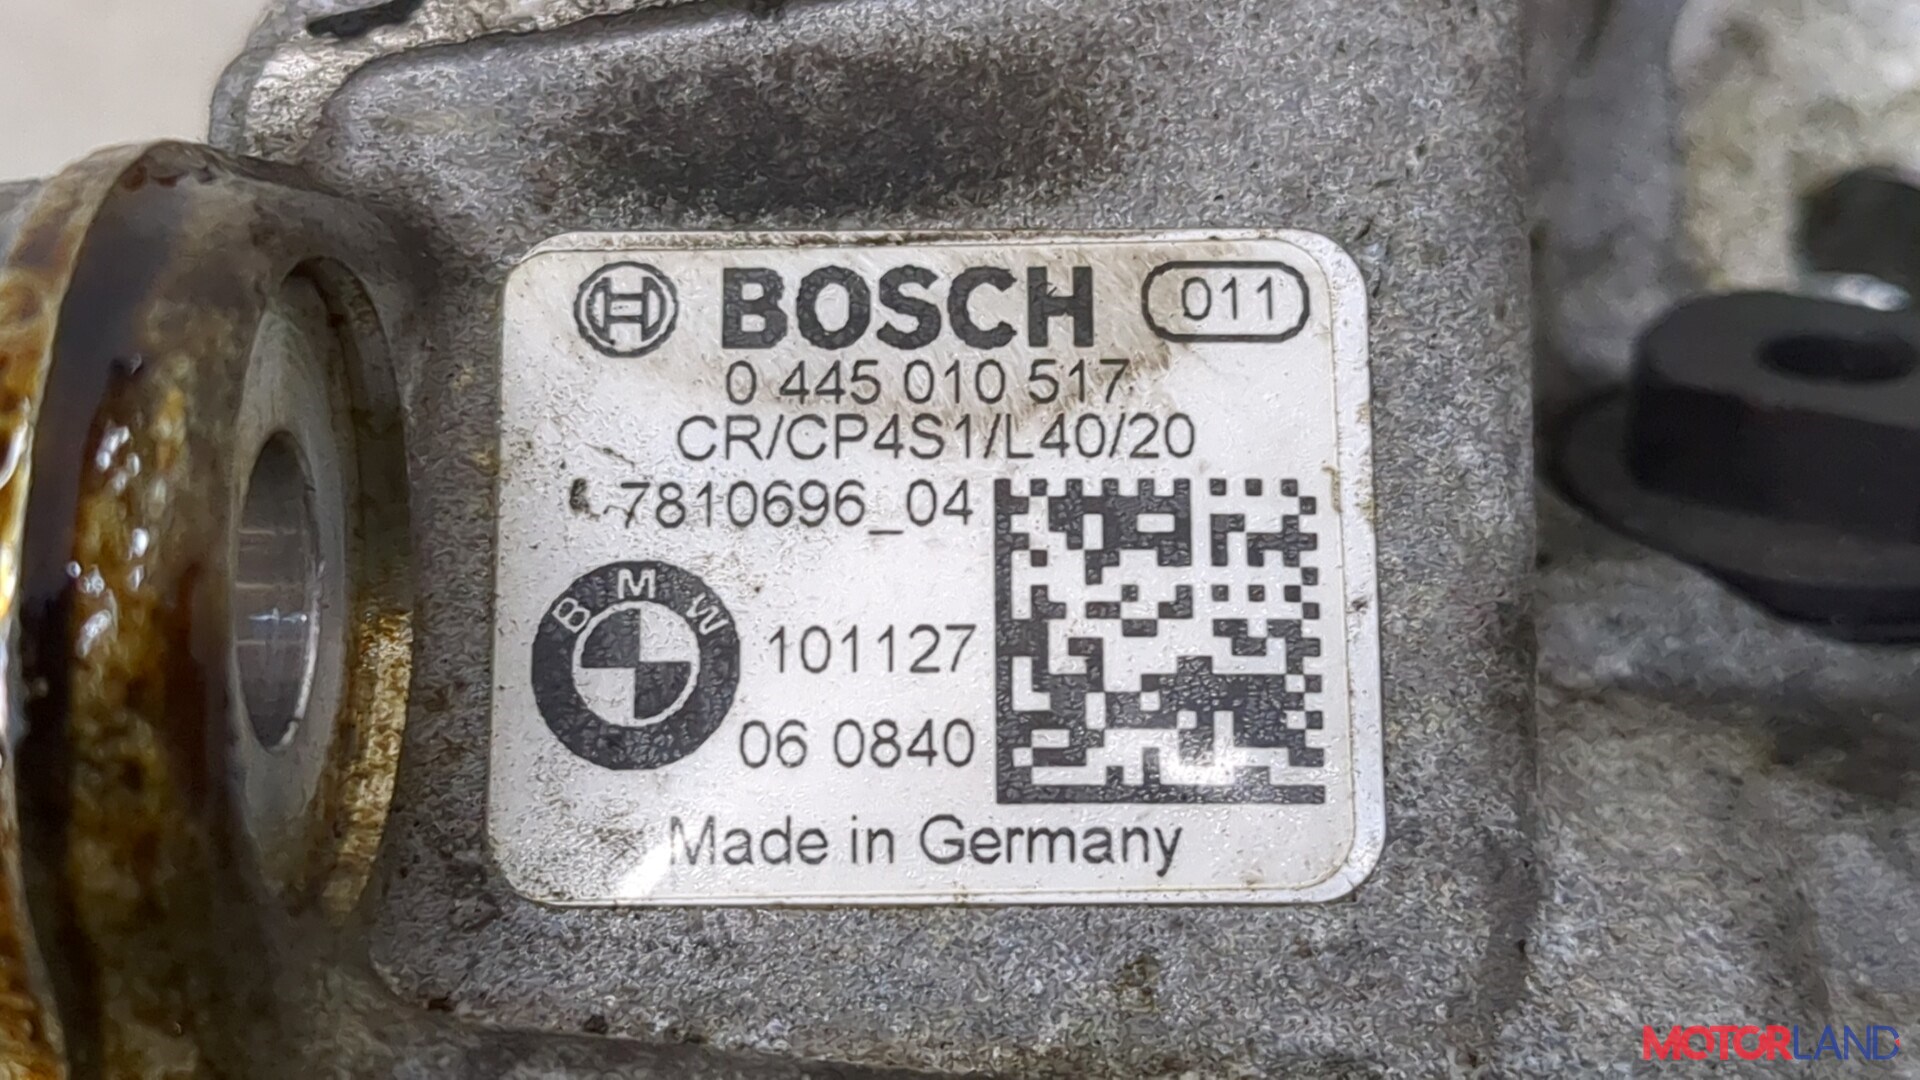 BOSCH 011
0 445 010 517
CR/CP4S1/L40/20
7810696_04
BMW
101127
06 0840
Made in Germany
MOTORLAND